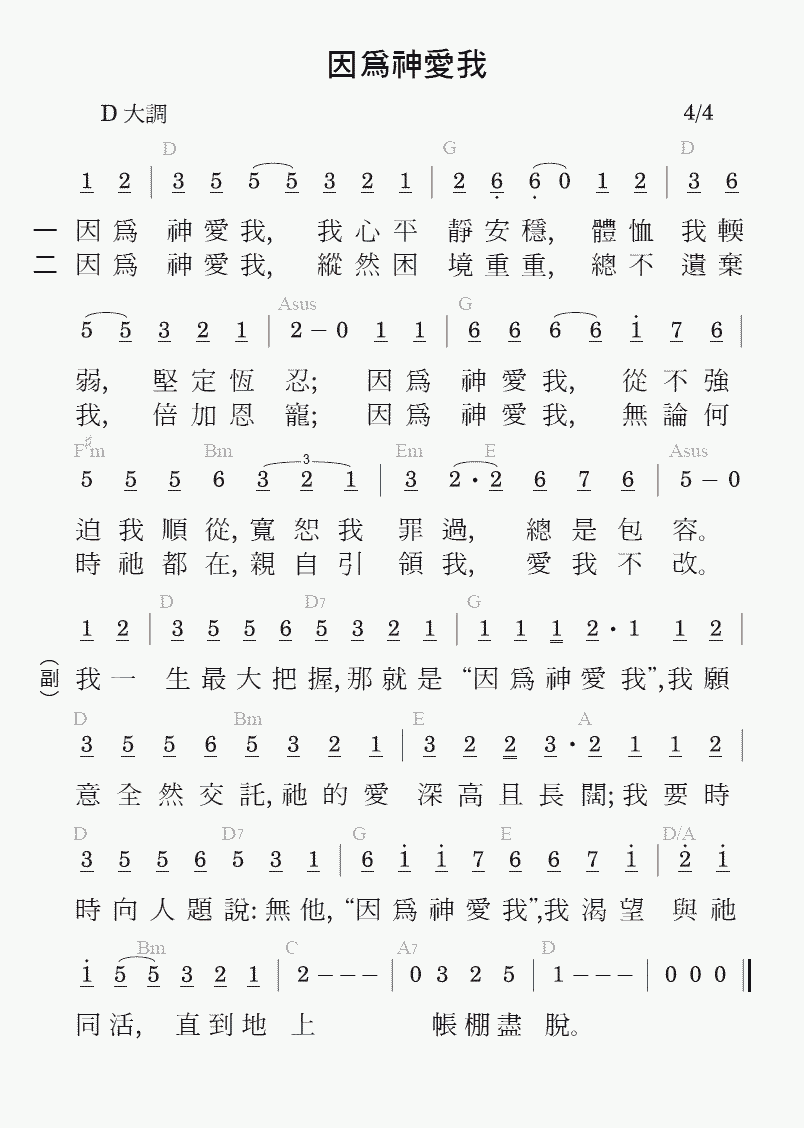 因爲神愛我
D 大調 4/4
D G D
1 2 | 3 5 5 5 3 2 1 | 2 6̣ 6̣ 0 1 2 | 3 6
一 因爲 神愛我, 我心平 靜安穩, 體恤 我輭
二 因爲 神愛我, 縱然困 境重重, 總不 遺棄
Asus G
5 5 3 2 1 | 2 – 0 1 1 | 6 6 6 6 1̇ 7 6 |
弱, 堅定恆 忍; 因爲 神愛我, 從不強
我, 倍加恩 寵; 因爲 神愛我, 無論何
F♯m Bm Em E Asus
5 5 5 6 3 2 1 | 3 2 · 2 6 7 6 | 5 – 0
3
迫我順從,寬恕我 罪過, 總是包 容。
時祂都在,親自引 領我, 愛我不 改。
D D7 G
1 2 | 3 5 5 6 5 3 2 1 | 1 1 1 2 · 1 1 2 |
(副) 我一 生最大把握,那就是 “因爲神愛我”,我願
D Bm E A
3 5 5 6 5 3 2 1 | 3 2 2 3 · 2 1 1 2 |
意全然交託,祂的愛 深高且長闊;我要時
D D7 G E D/A
3 5 5 6 5 3 1 | 6 1̇ 1̇ 7 6 6 7 1̇ | 2̇ 1̇
時向人題說:無他,“因爲神愛我”,我渴望 與祂
Bm C A7 D
1̇ 5 5 3 2 1 | 2 – – – | 0 3 2 5 | 1 – – – | 0 0 0 ‖
同活, 直到地 上 帳棚盡 脫。